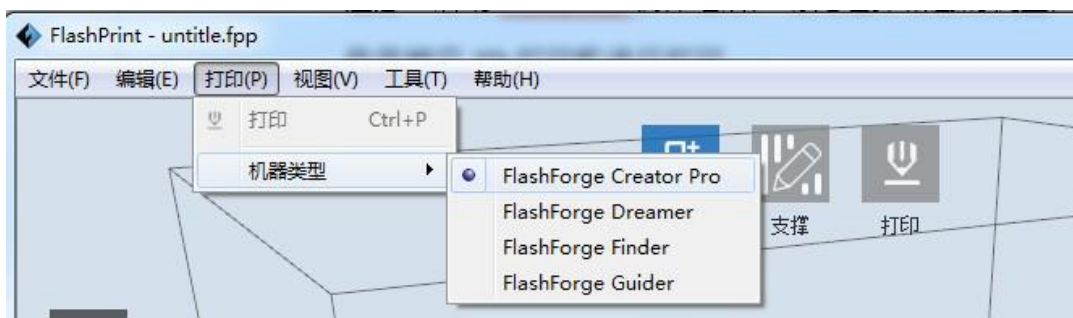 FlashPrint - untitle.fpp
文件(F) 编辑(E) 打印(P) 视图(V) 工具(T) 帮助(H)
打印 Ctrl+P
机器类型
FlashForge Creator Pro
FlashForge Dreamer
FlashForge Finder
FlashForge Guider
支撑 打印